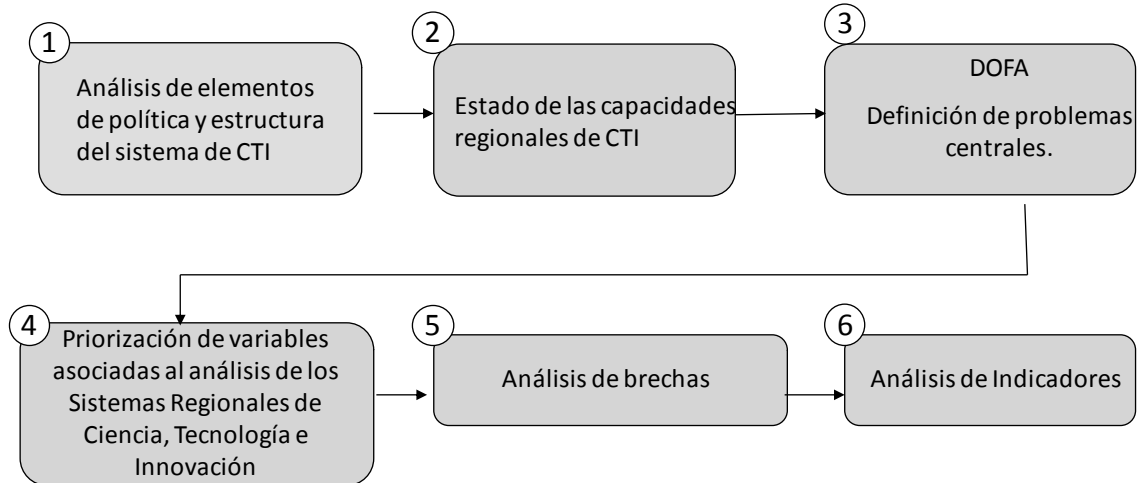 1
Análisis de elementos
de política y estructura
del sistema de CTI
2
Estado de las capacidades
regionales de CTI
3
DOFA
Definición de problemas
centrales.
4
Priorización de variables
asociadas al análisis de los
Sistemas Regionales de
Ciencia, Tecnología e
Innovación
5
Análisis de brechas
6
Análisis de Indicadores